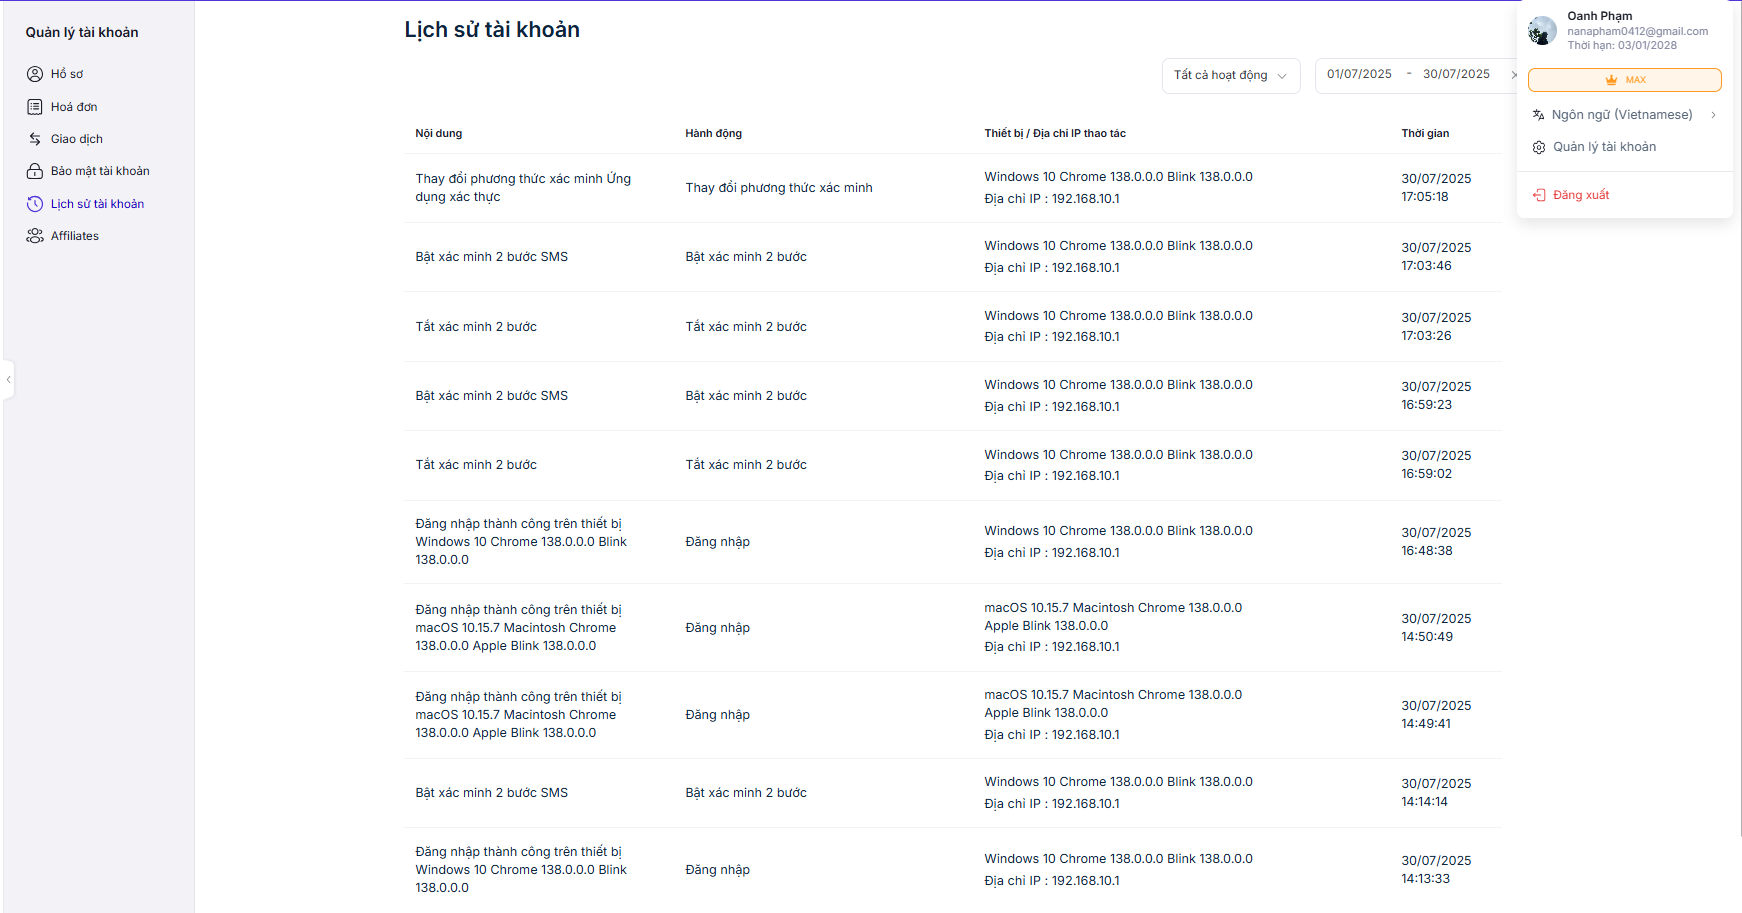 Quản lý tài khoản
Hồ sơ
Hoá đơn
Giao dịch
Bảo mật tài khoản
Lịch sử tài khoản
Affiliates
Lịch sử tài khoản
Tất cả hoạt động
01/07/2025 - 30/07/2025
Oanh Phạm
nanapham0412@gmail.com
Thời hạn: 03/01/2028
MAX
Ngôn ngữ (Vietnamese)
Quản lý tài khoản
Đăng xuất
Nội dung Hành động Thiết bị / Địa chỉ IP thao tác Thời gian
Thay đổi phương thức xác minh Ứng
dụng xác thực
Thay đổi phương thức xác minh
Windows 10 Chrome 138.0.0.0 Blink 138.0.0.0
Địa chỉ IP : 192.168.10.1
30/07/2025
17:05:18
Bật xác minh 2 bước SMS
Bật xác minh 2 bước
Windows 10 Chrome 138.0.0.0 Blink 138.0.0.0
Địa chỉ IP : 192.168.10.1
30/07/2025
17:03:46
Tắt xác minh 2 bước
Tắt xác minh 2 bước
Windows 10 Chrome 138.0.0.0 Blink 138.0.0.0
Địa chỉ IP : 192.168.10.1
30/07/2025
17:03:26
Bật xác minh 2 bước SMS
Bật xác minh 2 bước
Windows 10 Chrome 138.0.0.0 Blink 138.0.0.0
Địa chỉ IP : 192.168.10.1
30/07/2025
16:59:23
Tắt xác minh 2 bước
Tắt xác minh 2 bước
Windows 10 Chrome 138.0.0.0 Blink 138.0.0.0
Địa chỉ IP : 192.168.10.1
30/07/2025
16:59:02
Đăng nhập thành công trên thiết bị
Windows 10 Chrome 138.0.0.0 Blink
138.0.0.0
Đăng nhập
Windows 10 Chrome 138.0.0.0 Blink 138.0.0.0
Địa chỉ IP : 192.168.10.1
30/07/2025
16:48:38
Đăng nhập thành công trên thiết bị
macOS 10.15.7 Macintosh Chrome
138.0.0.0 Apple Blink 138.0.0.0
Đăng nhập
macOS 10.15.7 Macintosh Chrome 138.0.0.0
Apple Blink 138.0.0.0
Địa chỉ IP : 192.168.10.1
30/07/2025
14:50:49
Đăng nhập thành công trên thiết bị
macOS 10.15.7 Macintosh Chrome
138.0.0.0 Apple Blink 138.0.0.0
Đăng nhập
macOS 10.15.7 Macintosh Chrome 138.0.0.0
Apple Blink 138.0.0.0
Địa chỉ IP : 192.168.10.1
30/07/2025
14:49:41
Bật xác minh 2 bước SMS
Bật xác minh 2 bước
Windows 10 Chrome 138.0.0.0 Blink 138.0.0.0
Địa chỉ IP : 192.168.10.1
30/07/2025
14:14:14
Đăng nhập thành công trên thiết bị
Windows 10 Chrome 138.0.0.0 Blink
138.0.0.0
Đăng nhập
Windows 10 Chrome 138.0.0.0 Blink 138.0.0.0
Địa chỉ IP : 192.168.10.1
30/07/2025
14:13:33